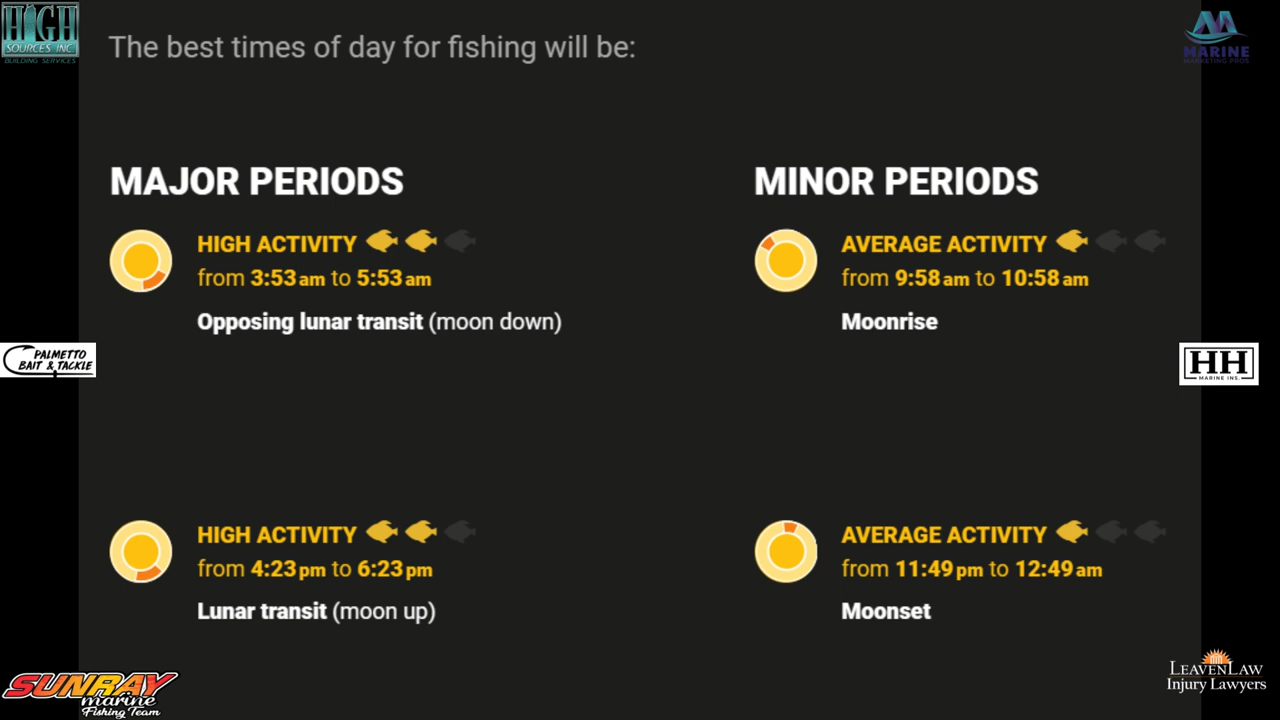 HIGH
SOURCES INC
BUILDING SERVICES
The best times of day for fishing will be:
MARINE
MARKETING PROS
MAJOR PERIODS
HIGH ACTIVITY
from 3:53 am to 5:53 am
Opposing lunar transit (moon down)
MINOR PERIODS
AVERAGE ACTIVITY
from 9:58 am to 10:58 am
Moonrise
PALMETTO
BAIT & TACKLE
HH
MARINE INS.
HIGH ACTIVITY
from 4:23 pm to 6:23 pm
Lunar transit (moon up)
AVERAGE ACTIVITY
from 11:49 pm to 12:49 am
Moonset
SUNRAY
marine
Fishing Team
LEAVENLAW
Injury Lawyers